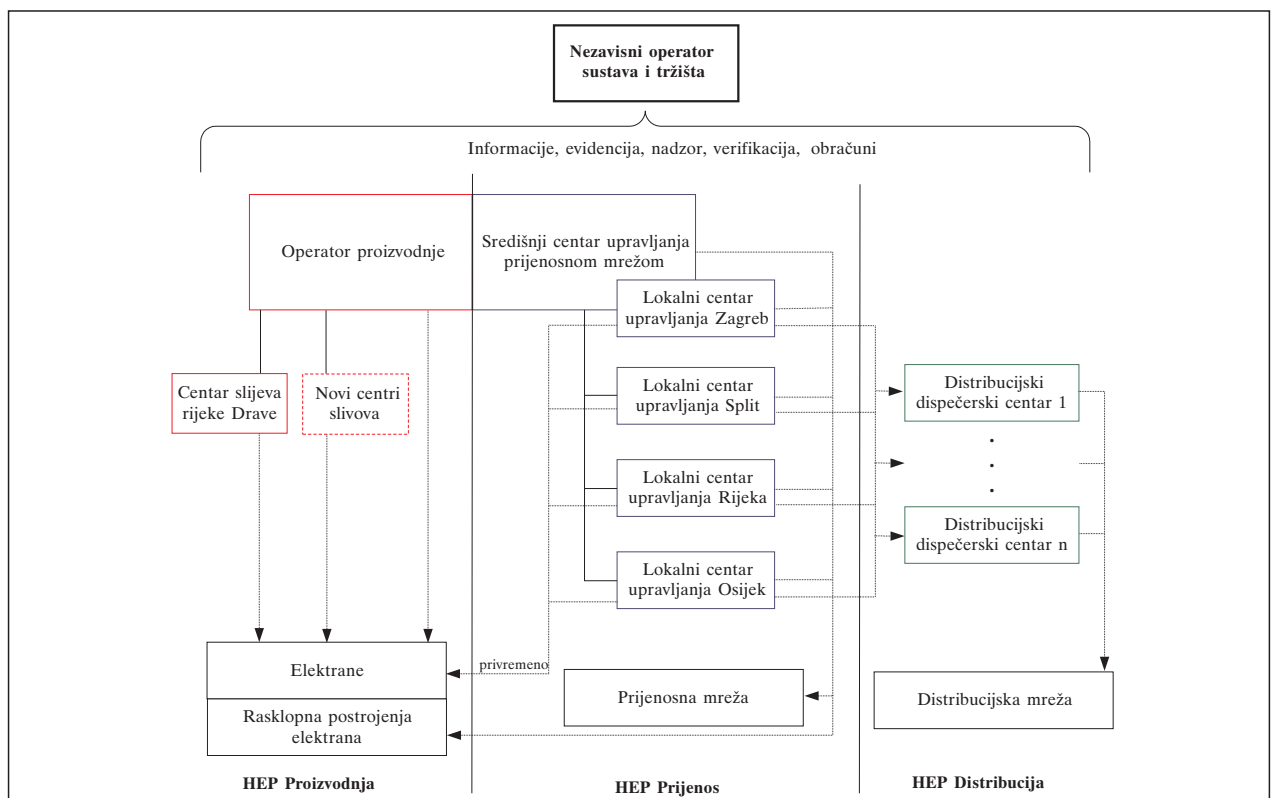 Nezavisni operator
sustava i tržišta
Informacije, evidencija, nadzor, verifikacija, obračuni
Operator proizvodnje
Središnji centar upravljanja
prijenosnom mrežom
Lokalni centar
upravljanja Zagreb
Centar slijeva
rijeke Drave
Novi centri
slivova
Lokalni centar
upravljanja Split
Distribucijski
dispečerski centar 1
Lokalni centar
upravljanja Rijeka
Distribucijski
dispečerski centar n
Lokalni centar
upravljanja Osijek
Elektrane
privremeno
Prijenosna mreža
Distribucijska mreža
Rasklopna postrojenja
elektrana
HEP Proizvodnja
HEP Prijenos
HEP Distribucija